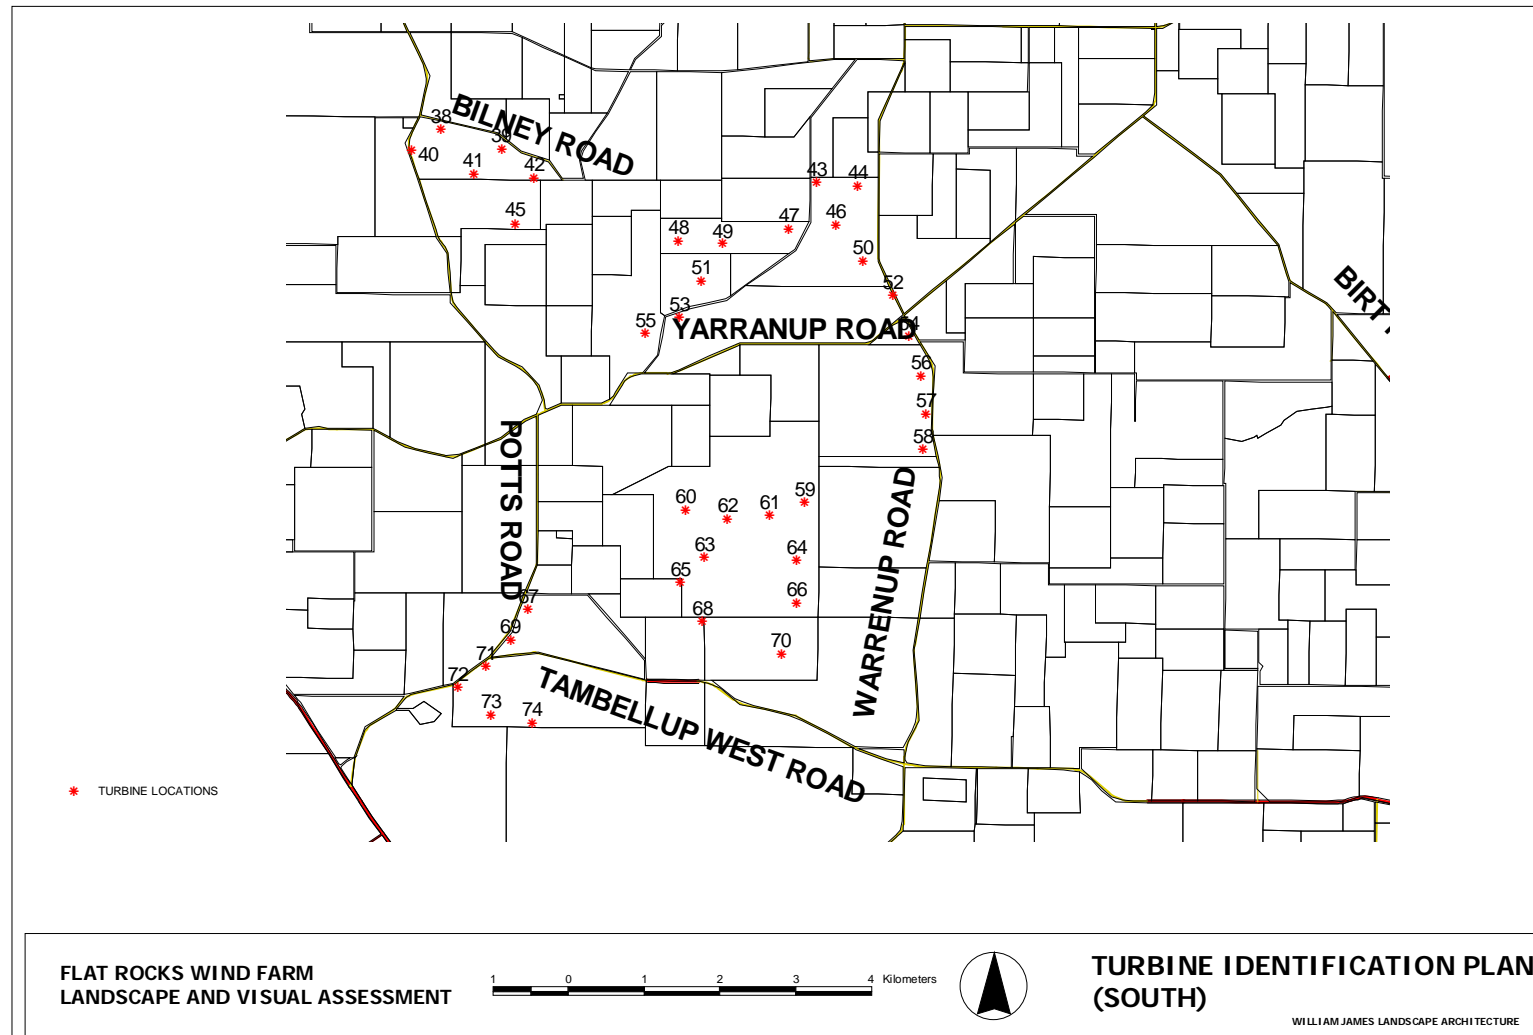 BILNEY ROAD
38
39
40
41
42
43
44
45
46
47
48
49
50
51
52
53
YARRANUP ROAD
54
55
BIRT
56
57
58
POTTS ROAD
59
60
61
62
63
64
65
66
WARRENUP ROAD
67
68
69
70
71
72
73
74
TAMBELLUP WEST ROAD
TURBINE LOCATIONS
FLAT ROCKS WIND FARM
LANDSCAPE AND VISUAL ASSESSMENT
1 0 1 2 3 4 Kilometers
TURBINE IDENTIFICATION PLAN
(SOUTH)
WILLIAM JAMES LANDSCAPE ARCHITECTURE